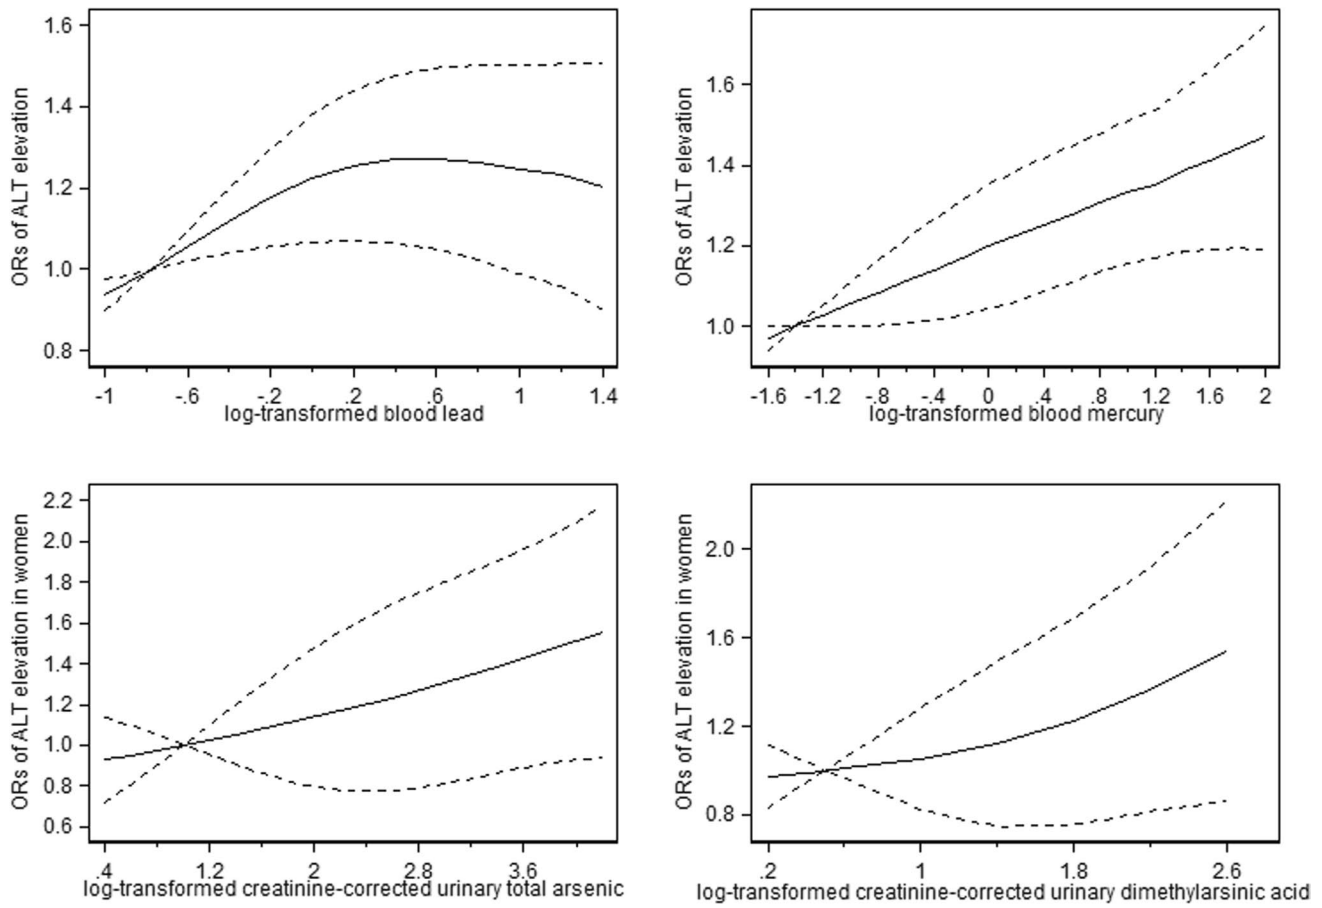 ORs of ALT elevation
1.6
1.4
1.2
1.0
0.8
-1 -.6 -.2 .2 .6 1 1.4
log-transformed blood lead
ORs of ALT elevation
1.6
1.4
1.2
1.0
-1.6 -1.2 -.8 -.4 0 .4 .8 1.2 1.6 2
log-transformed blood mercury
ORs of ALT elevation in women
2.2
2.0
1.8
1.6
1.4
1.2
1.0
0.8
0.6
.4 1.2 2 2.8 3.6
log-transformed creatinine-corrected urinary total arsenic
ORs of ALT elevation in women
2.0
1.6
1.2
0.8
.2 1 1.8 2.6
log-transformed creatinine-corrected urinary dimethylarsinic acid